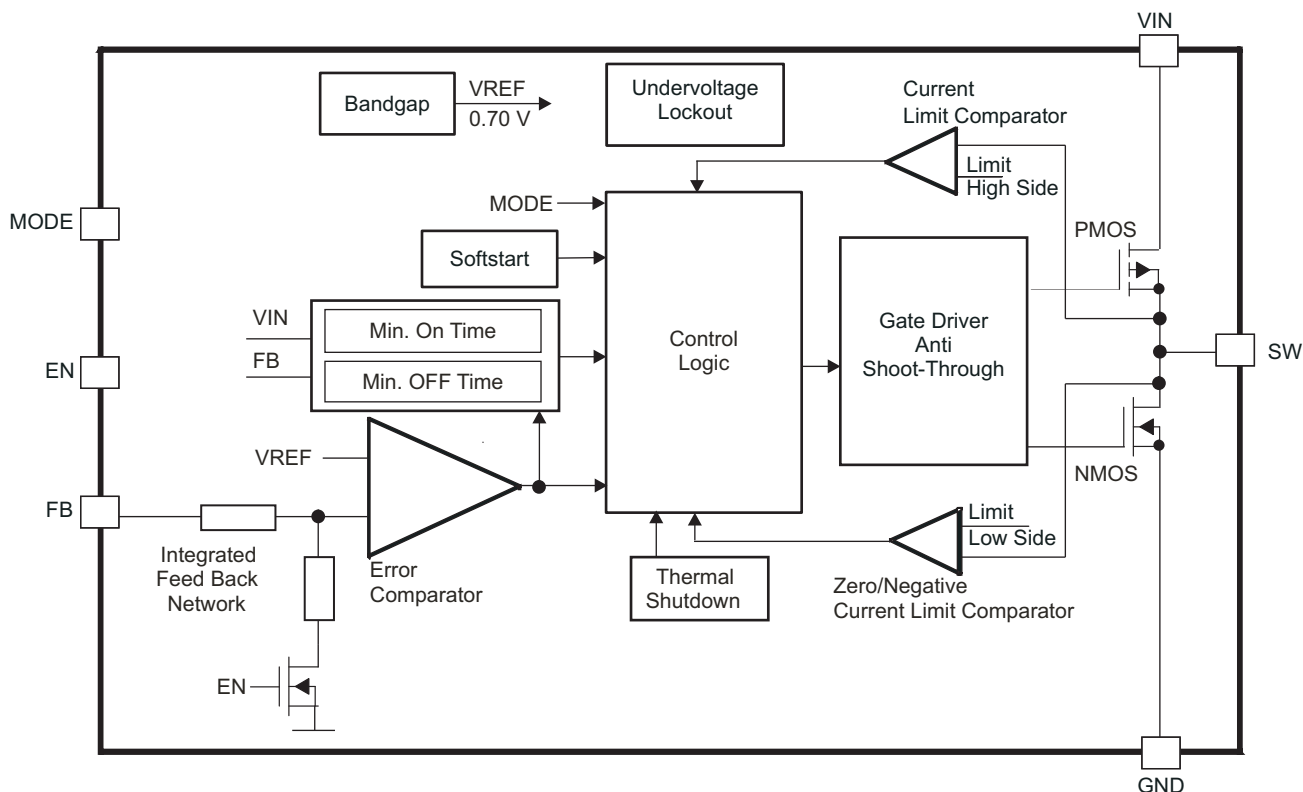 VIN
Bandgap
VREF
0.70 V
Undervoltage
Lockout
Current
Limit Comparator
Limit
High Side
MODE
MODE
PMOS
Softstart
VIN
FB
Min. On Time
Min. OFF Time
Control
Logic
Gate Driver
Anti
Shoot-Through
SW
EN
VREF
NMOS
FB
Integrated
Feed Back
Network
Error
Comparator
Thermal
Shutdown
Limit
Low Side
Zero/Negative
Current Limit Comparator
EN
GND